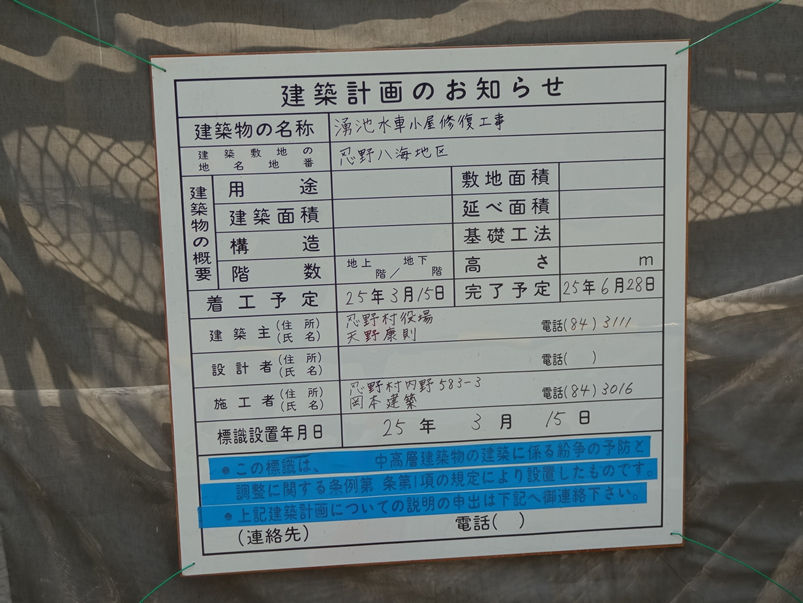 建築計画のお知らせ
建築物の名称 湧池水車小屋修復工事
建築敷地の地名地番 忍野八海地区
建築物の概要
用途 敷地面積
建築面積 延べ面積
構造 基礎工法
階数 地上 階/地下 階 高さ m
着工予定 25年3月15日 完了予定 25年6月28日
建築主(住所)(氏名) 忍野村役場 天野康則 電話(84)3111
設計者(住所)(氏名) 電話( )
施工者(住所)(氏名) 忍野村内野583-3 岡本建築 電話(84)3016
標識設置年月日 25年3月15日
●この標識は、 中高層建築物の建築に係る紛争の予防と
調整に関する条例第 条第1項の規定により設置したものです。
●上記建築計画についての説明の申出は下記へ御連絡下さい。
(連絡先) 電話( )